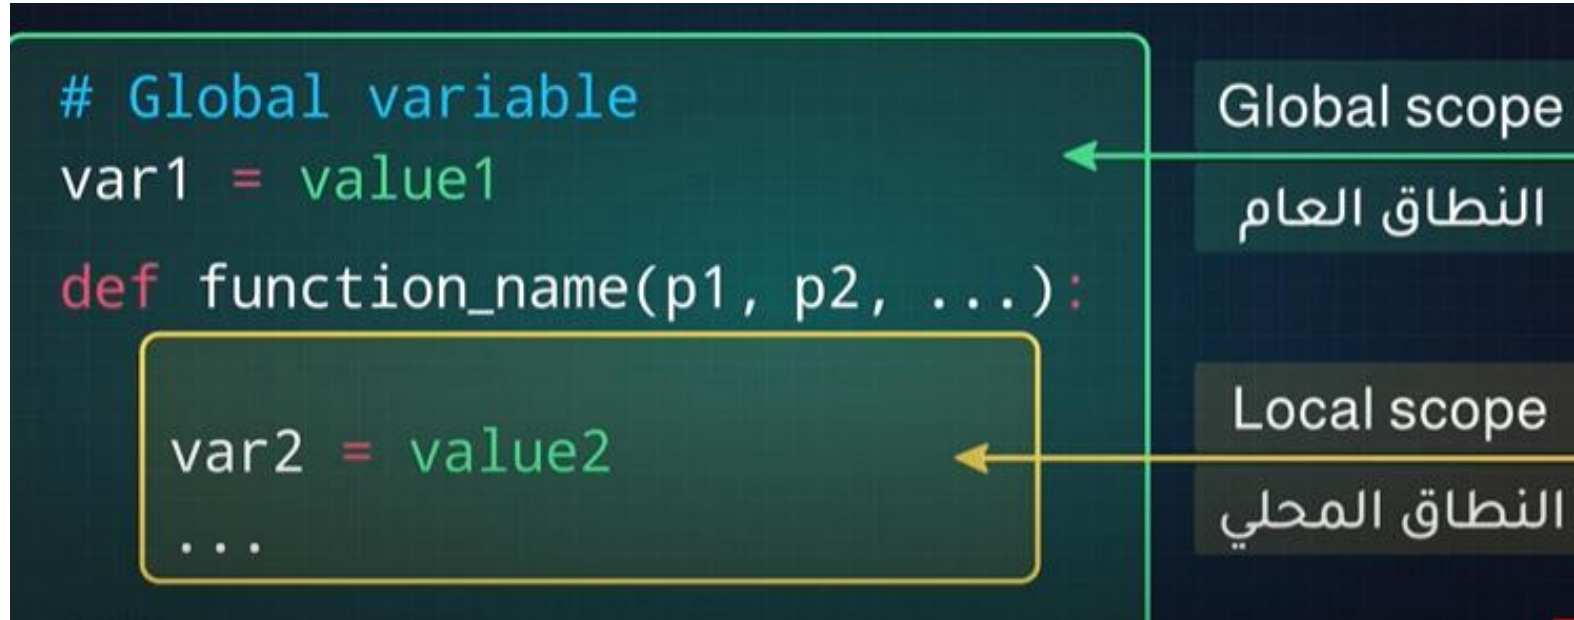 # Global variable
var1 = value1
def function_name(p1, p2, ...):
var2 = value2
...
Global scope
النطاق العام
Local scope
النطاق المحلي